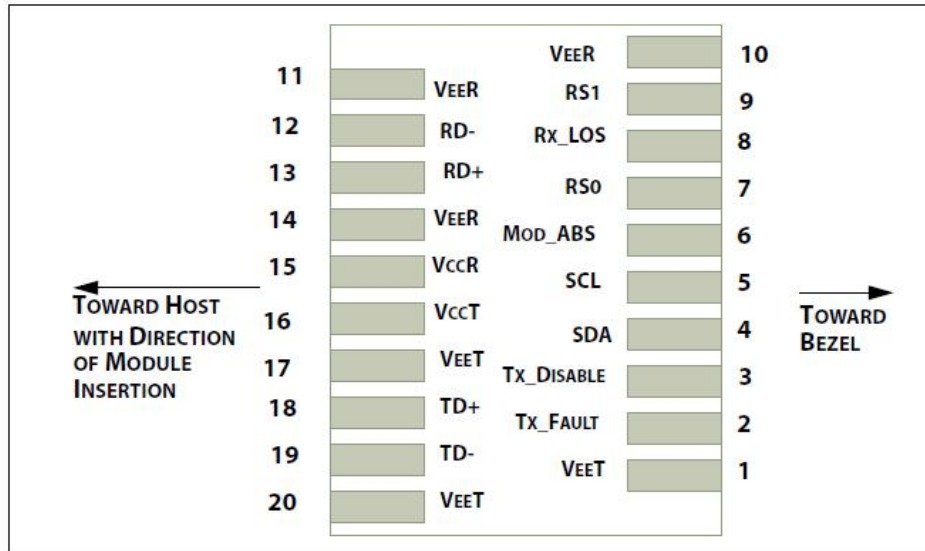 11 VEER
12 RD-
13 RD+
14 VEER
15 VCCR
16 VCCT
17 VEET
18 TD+
19 TD-
20 VEET
VEER 10
RS1 9
RX_LOS 8
RS0 7
MOD_ABS 6
SCL 5
SDA 4
TX_DISABLE 3
TX_FAULT 2
VEET 1
TOWARD HOST
WITH DIRECTION
OF MODULE
INSERTION
TOWARD
BEZEL